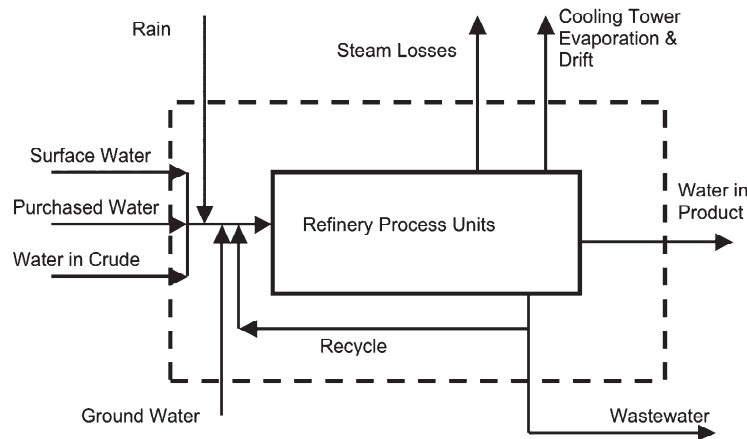 Rain
Steam Losses
Cooling Tower
Evaporation &
Drift
Surface Water
Purchased Water
Water in Crude
Refinery Process Units
Water in
Product
Recycle
Ground Water
Wastewater